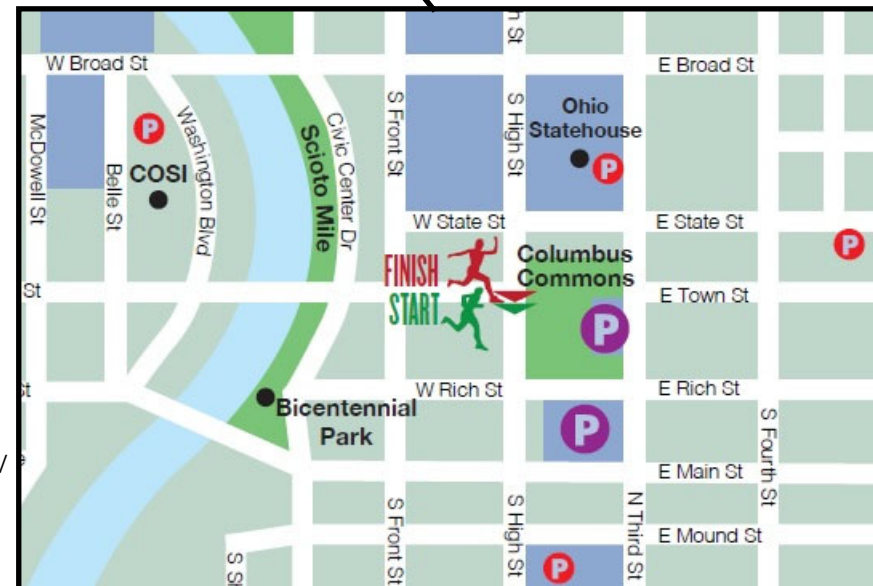 h St
W Broad St
E Broad St
McDowell St
Belle St
P
COSI
Washington Blvd
Scioto Mile
Civic Center Dr
S Front St
S High St
Ohio
Statehouse
P
W State St
E State St
P
Columbus
Commons
FINISH
START
St
E Town St
P
St
W Rich St
E Rich St
Bicentennial
Park
P
S Fourth St
E Main St
S Front St
S High St
N Third St
E Mound St
P